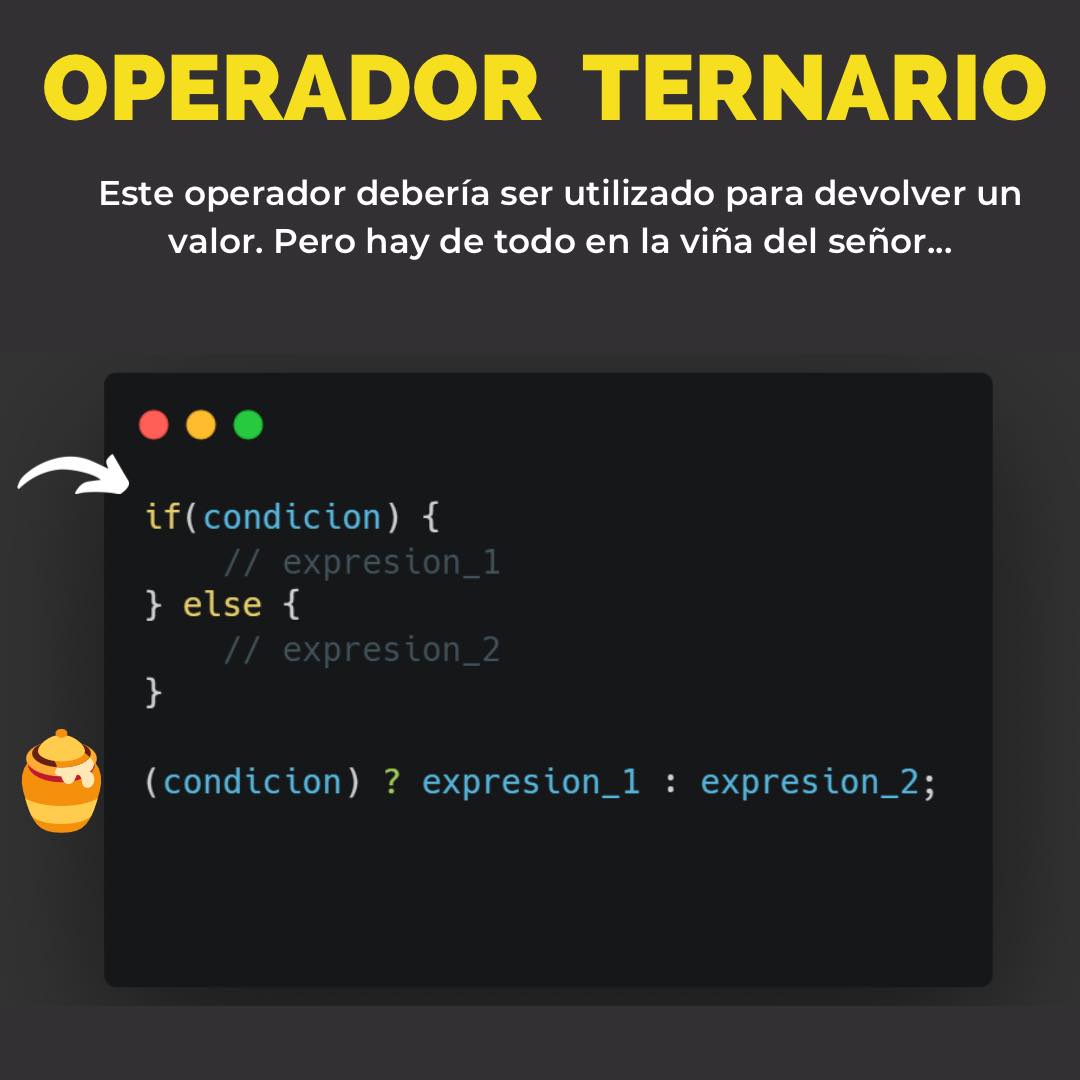 OPERADOR TERNARIO
Este operador debería ser utilizado para devolver un
valor. Pero hay de todo en la viña del señor...
if(condicion) {
    // expresion_1
} else {
    // expresion_2
}
(condicion) ? expresion_1 : expresion_2;